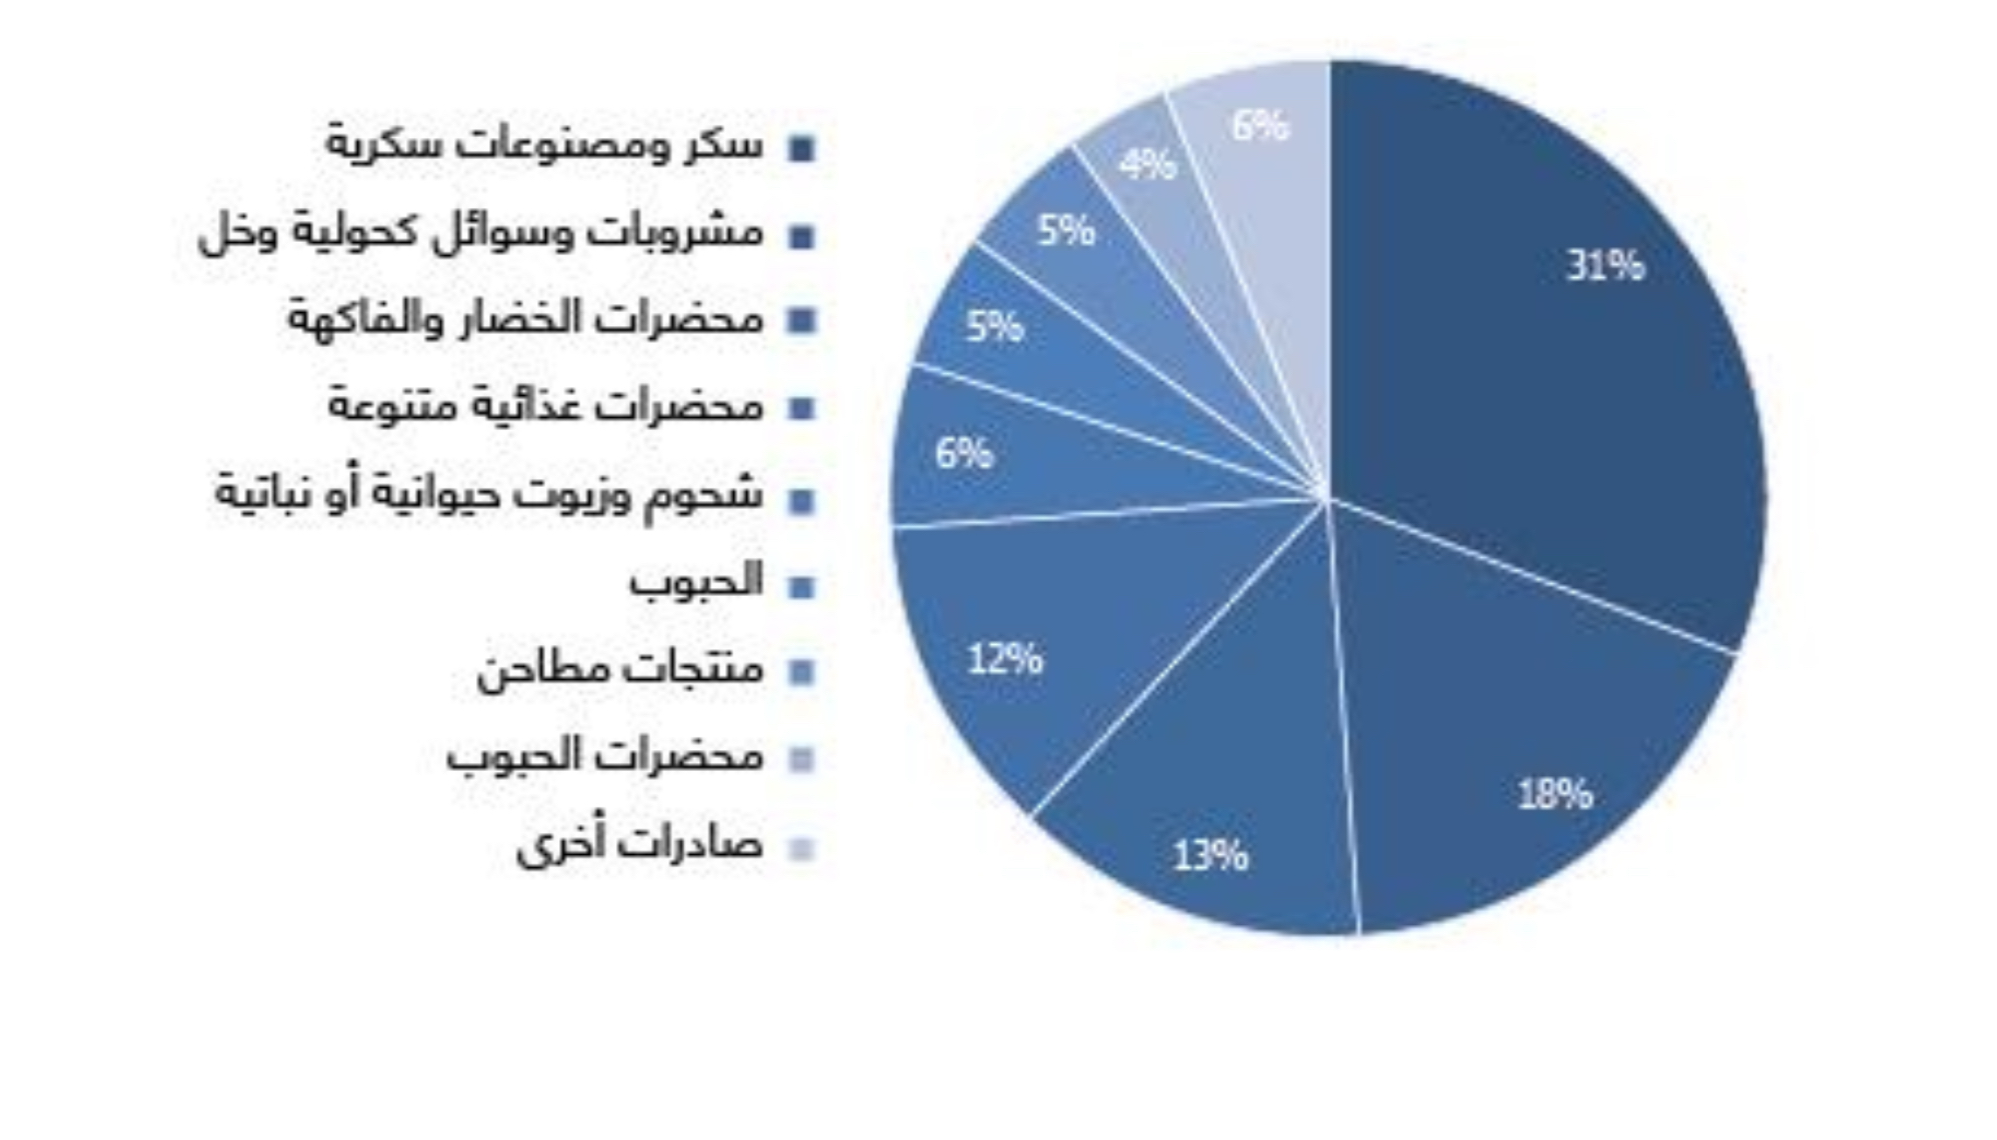 سكر ومصنوعات سكرية
مشروبات وسوائل كحولية وخل
محضرات الخضار والفاكهة
محضرات غذائية متنوعة
شحوم وزيوت حيوانية أو نباتية
الحبوب
منتجات مطاحن
محضرات الحبوب
صادرات أخرى
31%
18%
13%
12%
6%
5%
5%
4%
6%